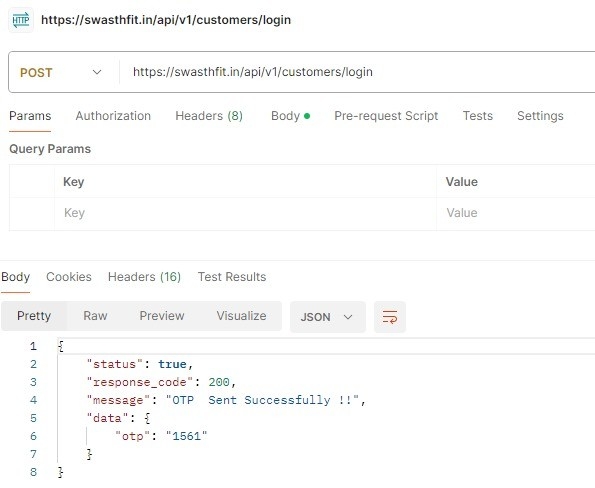 HTTP https://swasthfit.in/api/v1/customers/login
POST https://swasthfit.in/api/v1/customers/login
Params Authorization Headers (8) Body Pre-request Script Tests Settings
Query Params
Key Value
Key Value
Body Cookies Headers (16) Test Results
Pretty Raw Preview Visualize JSON
1 {
2 "status": true,
3 "response_code": 200,
4 "message": "OTP  Sent Successfully !!",
5 "data": {
6 "otp": "1561"
7 }
8 }